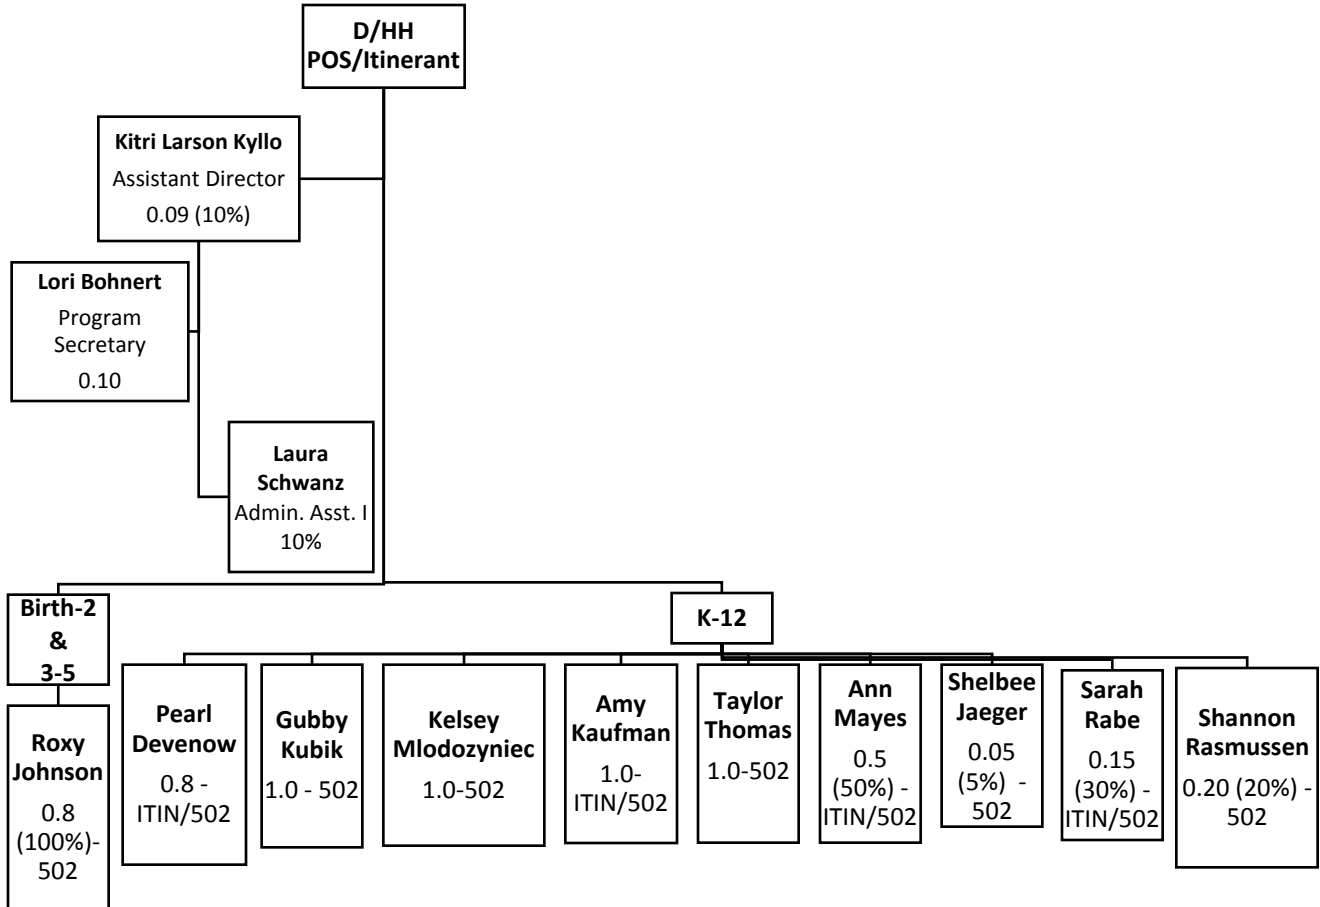 D/HH
POS/Itinerant
Kitri Larson Kyllo
Assistant Director
0.09 (10%)
Lori Bohnert
Program
Secretary
0.10
Laura
Schwanz
Admin. Asst. I
10%
Birth-2
&
3-5
K-12
Roxy
Johnson
0.8
(100%)-
502
Pearl
Devenow
0.8 -
ITIN/502
Gubby
Kubik
1.0 - 502
Kelsey
Mlodozyniec
1.0-502
Amy
Kaufman
1.0-
ITIN/502
Taylor
Thomas
1.0-502
Ann
Mayes
0.5
(50%) -
ITIN/502
Shelbee
Jaeger
0.05
(5%) -
502
Sarah
Rabe
0.15
(30%) -
ITIN/502
Shannon
Rasmussen
0.20 (20%) -
502